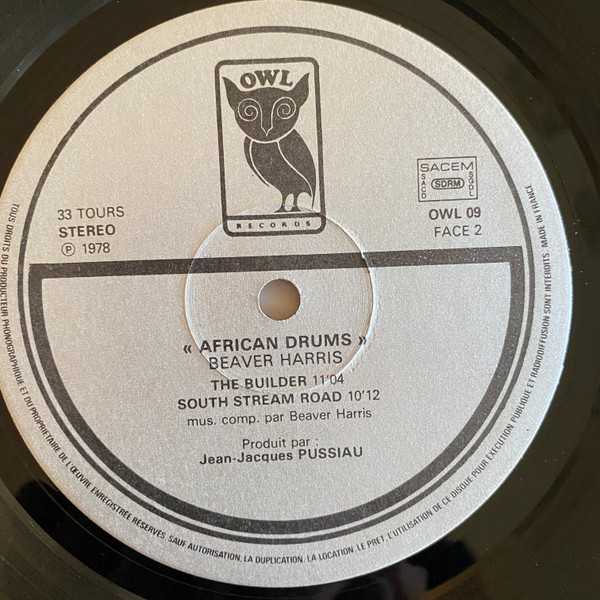 OWL
RECORDS
33 TOURS
STEREO
Ⓟ 1978
SACEM
SACD
SDRM
SGDL
OWL 09
FACE 2
« AFRICAN DRUMS »
BEAVER HARRIS
THE BUILDER 11'04
SOUTH STREAM ROAD 10'12
mus. comp. par Beaver Harris
Produit par :
Jean-Jacques PUSSIAU
TOUS DROITS DU PRODUCTEUR PHONOGRAPHIQUE ET DU PROPRIETAIRE DE L'ŒUVRE ENREGISTRÉE RESERVES. SAUF AUTORISATION, LA DUPLICATION, LA LOCATION, LE PRET, L'UTILISATION DE CE DISQUE POUR EXECUTION PUBLIQUE ET RADIODIFFUSION SONT INTERDITS. MADE IN FRANCE